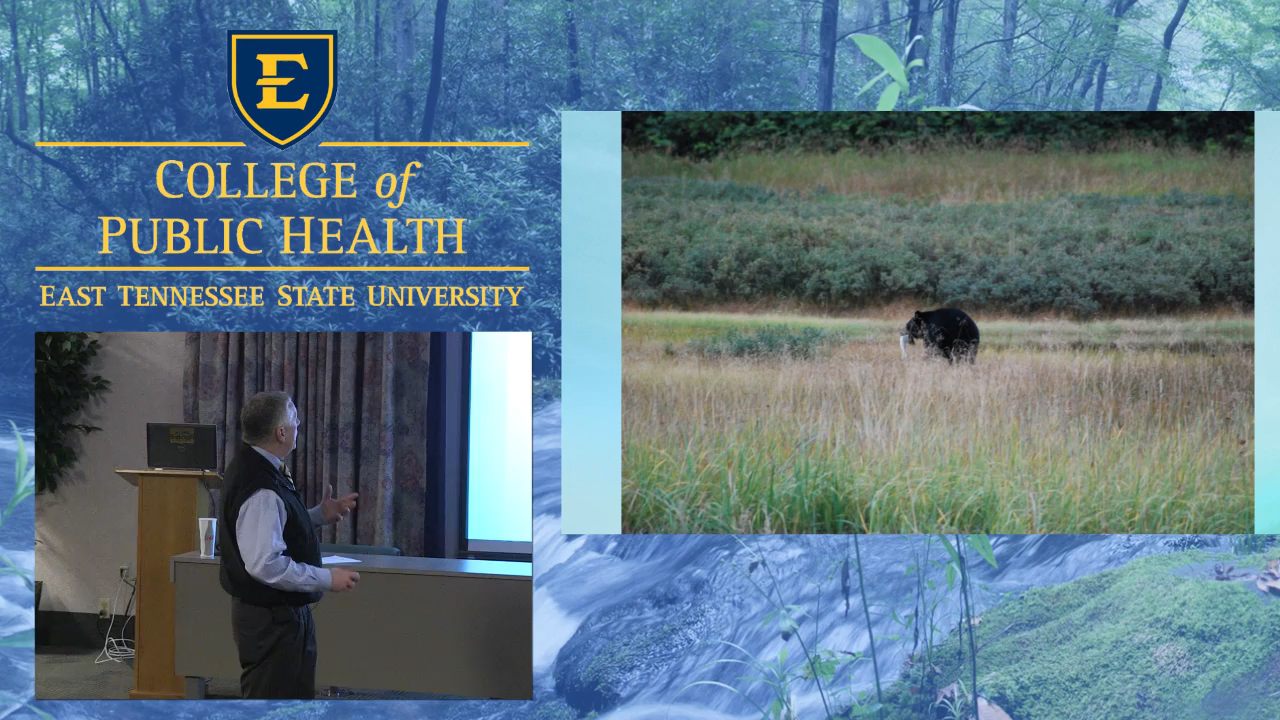 E
COLLEGE of
PUBLIC HEALTH
EAST TENNESSEE STATE UNIVERSITY